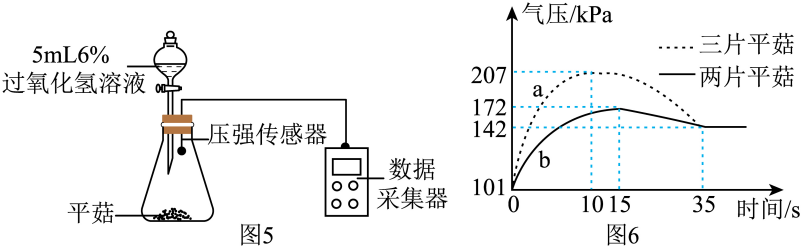 5mL6%
过氧化氢溶液
压强传感器
数据
采集器
平菇
图5
气压/kPa
三片平菇
两片平菇
207
a
172
142
b
101
0
10
15
35
时间/s
图6